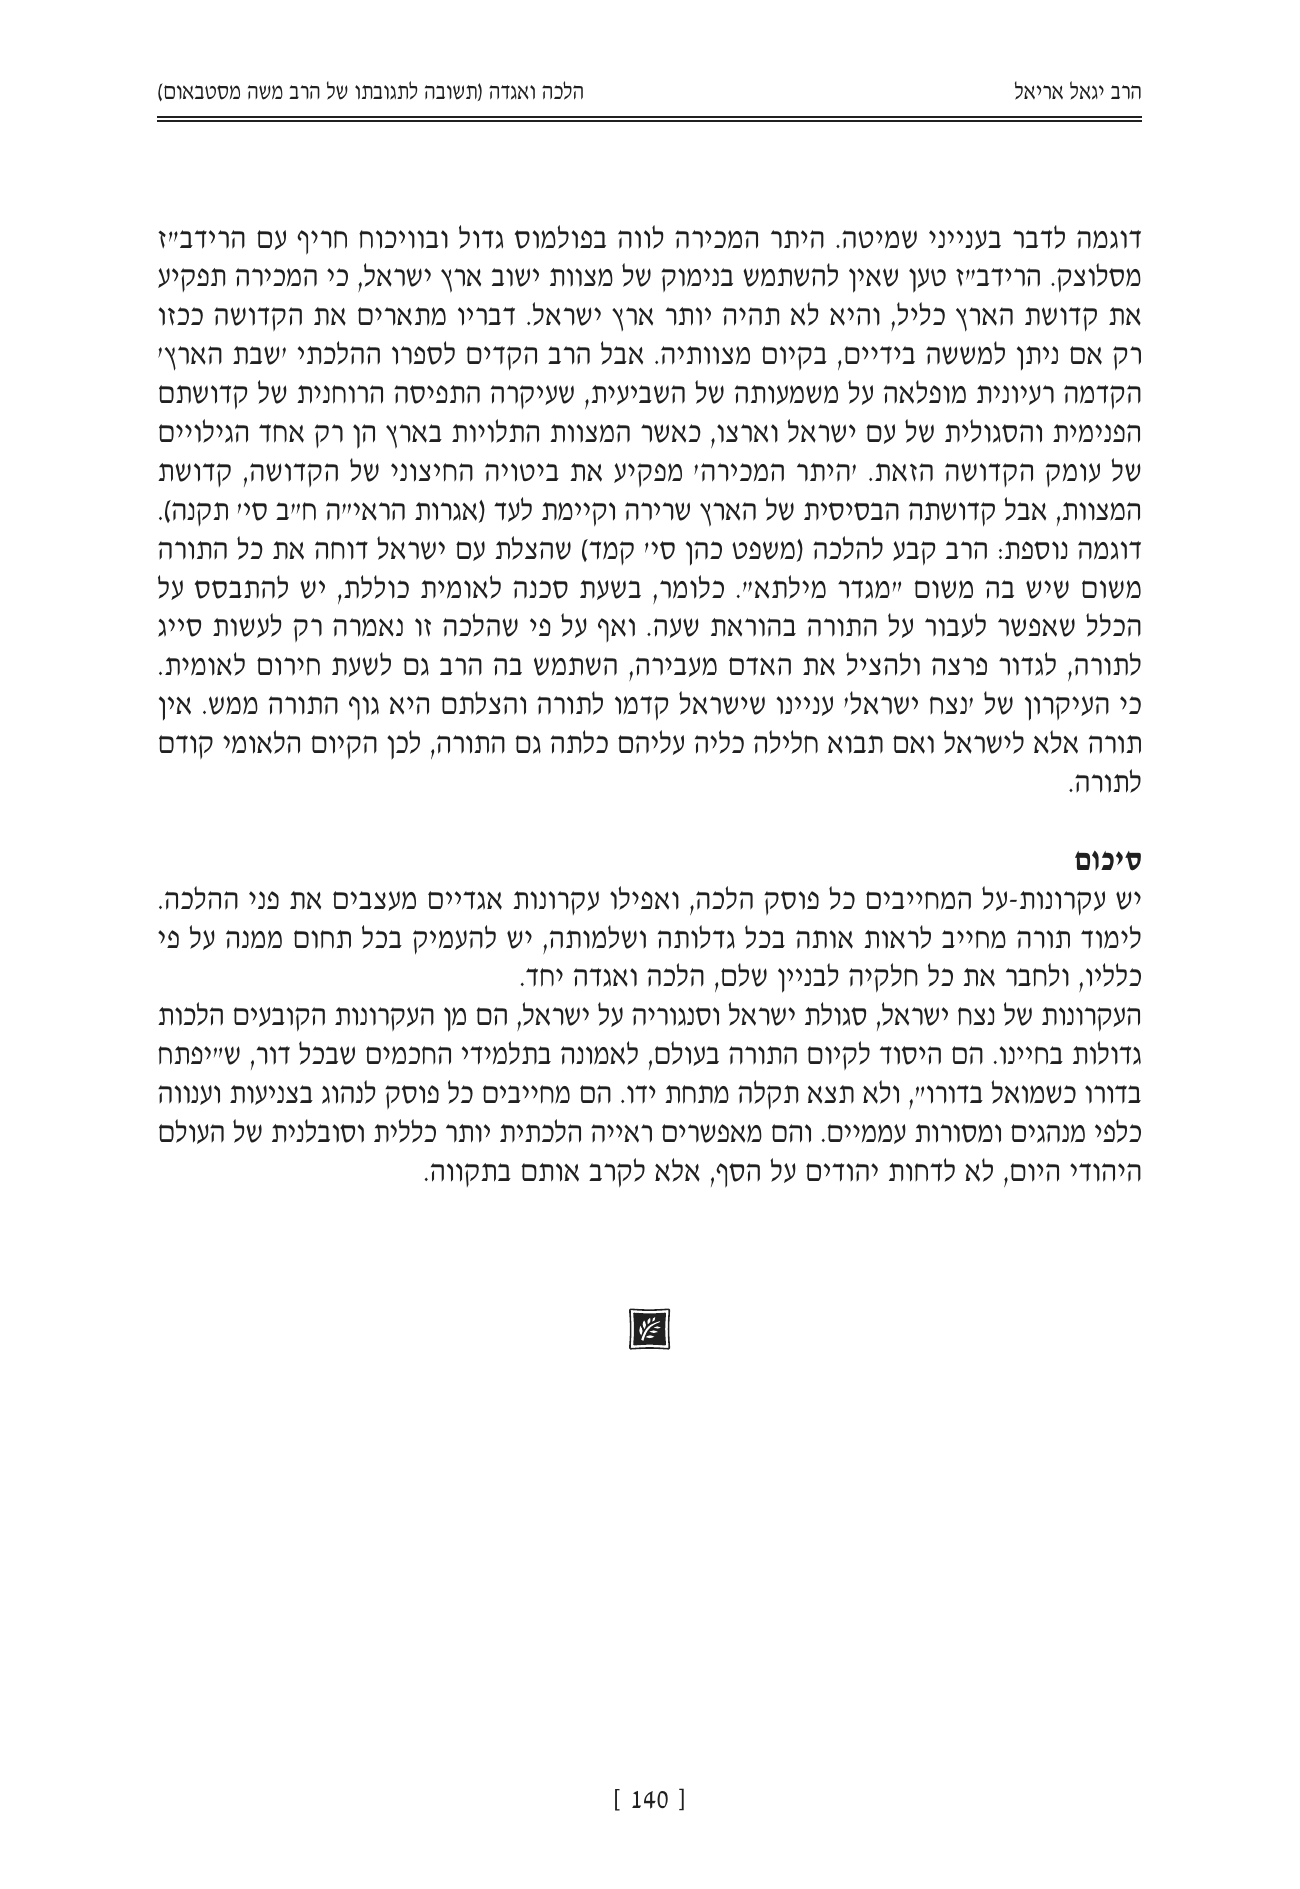 הרב יגאל אריאל
הלכה ואגדה (תשובה לתגובתו של הרב משה מסטבאום)
דוגמה לדבר בענייני שמיטה. היתר המכירה לווה בפולמוס גדול ובוויכוח חריף עם הרידב״ז
מסלוצק. הרידב״ז טען שאין להשתמש בנימוק של מצוות ישוב ארץ ישראל, כי המכירה תפקיע
את קדושת הארץ כליל, והיא לא תהיה יותר ארץ ישראל. דבריו מתארים את הקדושה ככזו
רק אם ניתן למששה בידיים, בקיום מצוותיה. אבל הרב הקדים לספרו ההלכתי ׳שבת הארץ׳
הקדמה רעיונית מופלאה על משמעותה של השביעית, שעיקרה התפיסה הרוחנית של קדושתם
הפנימית והסגולית של עם ישראל וארצו, כאשר המצוות התלויות בארץ הן רק אחד הגילויים
של עומק הקדושה הזאת. ׳היתר המכירה׳ מפקיע את ביטויה החיצוני של הקדושה, קדושת
המצוות, אבל קדושתה הבסיסית של הארץ שרירה וקיימת לעד (אגרות הראי״ה ח״ב סי׳ תקנה).
דוגמה נוספת: הרב קבע להלכה (משפט כהן סי׳ קמד) שהצלת עם ישראל דוחה את כל התורה
משום שיש בה משום ״מגדר מילתא״. כלומר, בשעת סכנה לאומית כוללת, יש להתבסס על
הכלל שאפשר לעבור על התורה בהוראת שעה. ואף על פי שהלכה זו נאמרה רק לעשות סייג
לתורה, לגדור פרצה ולהציל את האדם מעבירה, השתמש בה הרב גם לשעת חירום לאומית.
כי העיקרון של ׳נצח ישראל׳ עניינו שישראל קדמו לתורה והצלתם היא גוף התורה ממש. אין
תורה אלא לישראל ואם תבוא חלילה כליה עליהם כלתה גם התורה, לכן הקיום הלאומי קודם
לתורה.
סיכום
יש עקרונות-על המחייבים כל פוסק הלכה, ואפילו עקרונות אגדיים מעצבים את פני ההלכה.
לימוד תורה מחייב לראות אותה בכל גדלותה ושלמותה, יש להעמיק בכל תחום ממנה על פי
כלליו, ולחבר את כל חלקיה לבניין שלם, הלכה ואגדה יחד.
העקרונות של נצח ישראל, סגולת ישראל וסנגוריה על ישראל, הם מן העקרונות הקובעים הלכות
גדולות בחיינו. הם היסוד לקיום התורה בעולם, לאמונה בתלמידי החכמים שבכל דור, ש״יפתח
בדורו כשמואל בדורו״, ולא תצא תקלה מתחת ידו. הם מחייבים כל פוסק לנהוג בצניעות וענווה
כלפי מנהגים ומסורות עממיים. והם מאפשרים ראייה הלכתית יותר כללית וסובלנית של העולם
היהודי היום, לא לדחות יהודים על הסף, אלא לקרב אותם בתקווה.
[ 140 ]